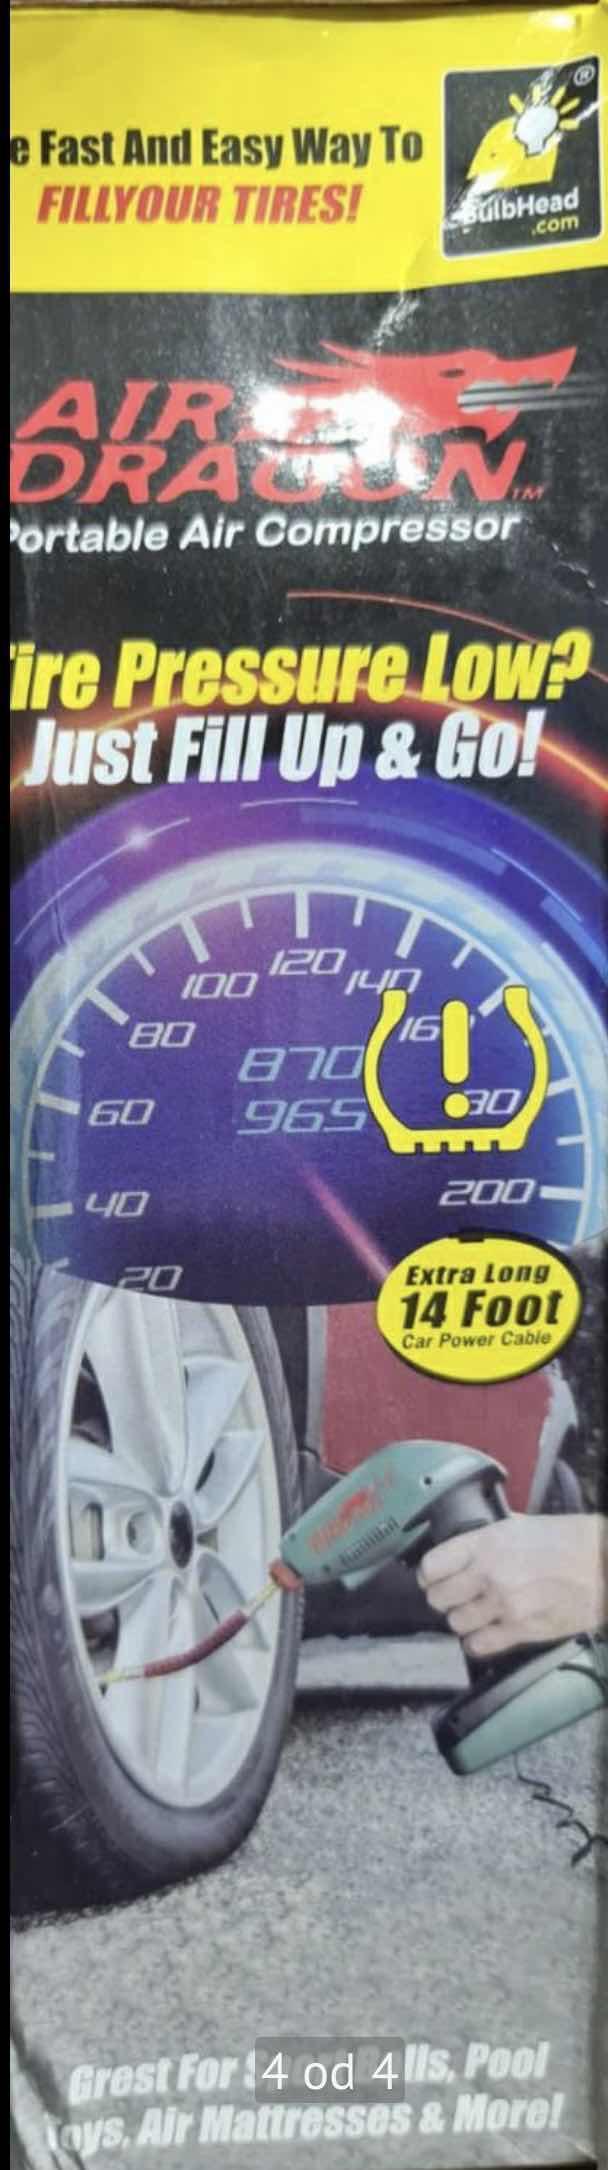 e Fast And Easy Way To
FILLYOUR TIRES!
BulbHead
.com
®
AIR
DRAGON
TM
Portable Air Compressor
ire Pressure Low?
Just Fill Up & Go!
120
100
140
80
870
965
60
40
200
20
Extra Long
14 Foot
Car Power Cable
4 od 4
Grest For lls, Pool
oys, Air Mattresses & More!